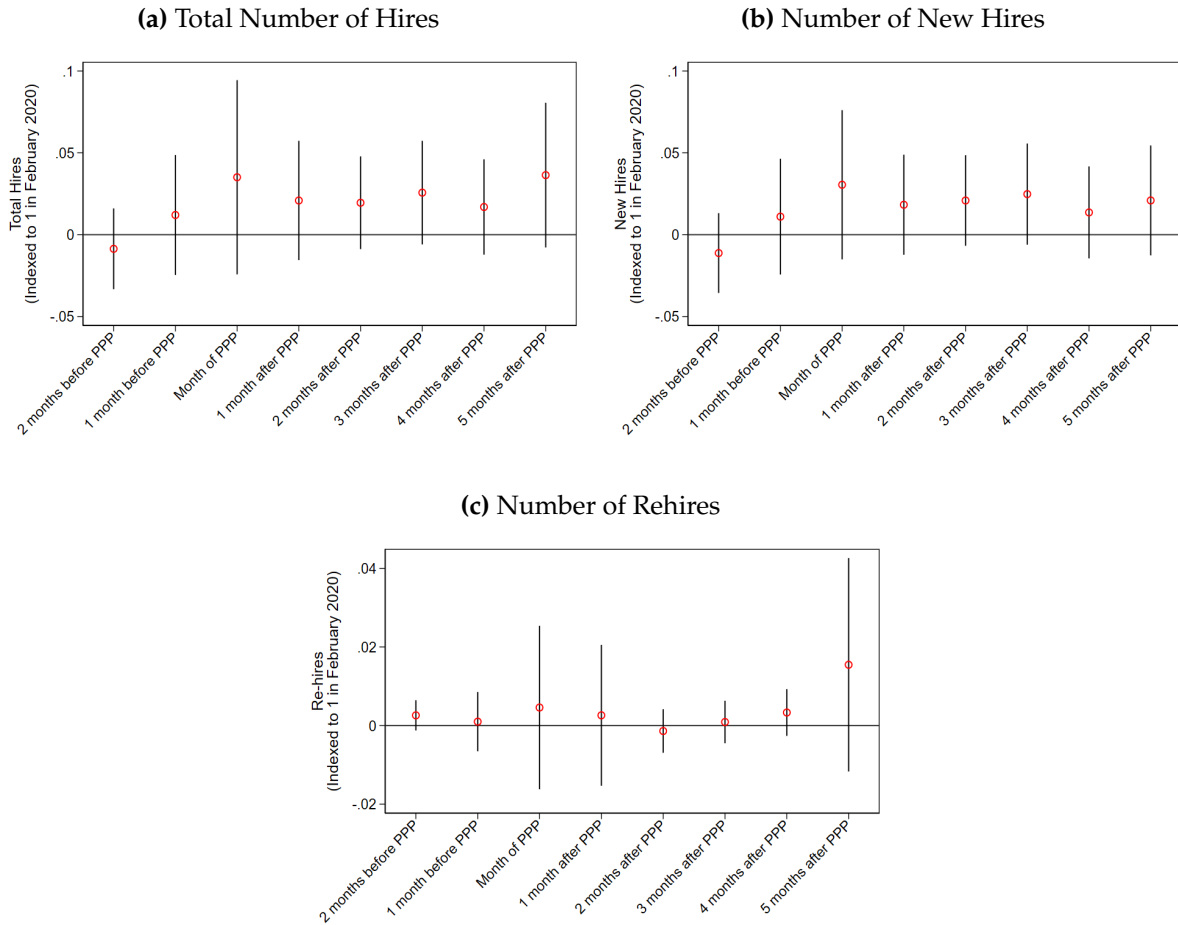 (a) Total Number of Hires
Total Hires
(Indexed to 1 in February 2020)
.1
.05
0
-.05
2 months before PPP
1 month before PPP
Month of PPP
1 month after PPP
2 months after PPP
3 months after PPP
4 months after PPP
5 months after PPP
(b) Number of New Hires
New Hires
(Indexed to 1 in February 2020)
.1
.05
0
-.05
2 months before PPP
1 month before PPP
Month of PPP
1 month after PPP
2 months after PPP
3 months after PPP
4 months after PPP
5 months after PPP
(c) Number of Rehires
Re-hires
(Indexed to 1 in February 2020)
.04
.02
0
-.02
2 months before PPP
1 month before PPP
Month of PPP
1 month after PPP
2 months after PPP
3 months after PPP
4 months after PPP
5 months after PPP